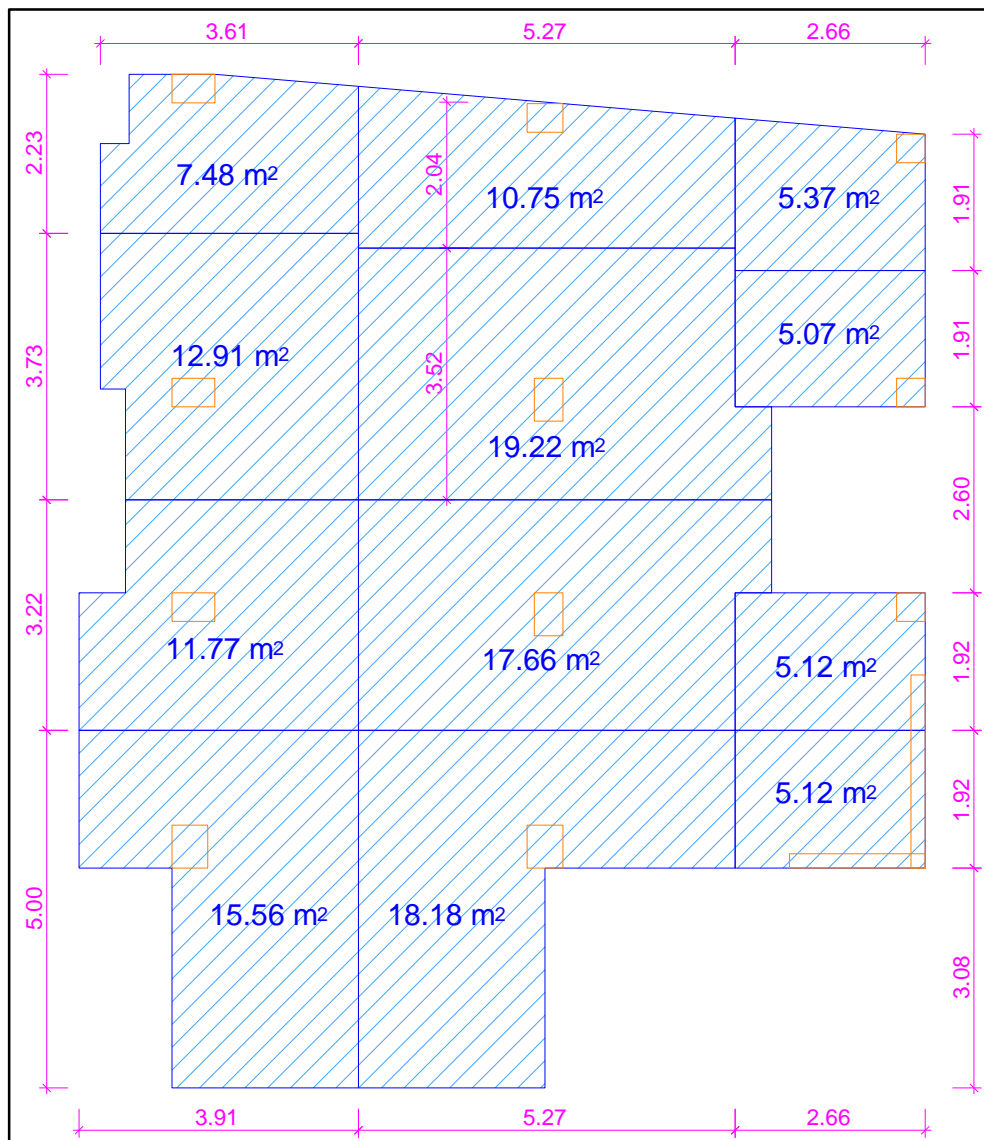 3.61
5.27
2.66
2.23
2.04
7.48 m²
10.75 m²
5.37 m²
1.91
3.73
12.91 m²
3.52
5.07 m²
1.91
19.22 m²
2.60
3.22
11.77 m²
17.66 m²
5.12 m²
1.92
5.12 m²
1.92
5.00
15.56 m²
18.18 m²
3.08
3.91
5.27
2.66